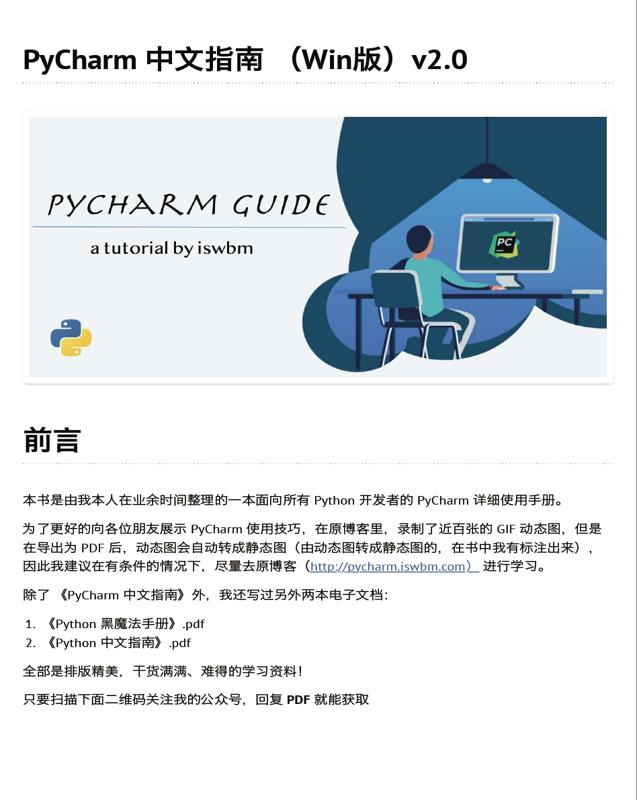 PyCharm 中文指南 （Win版）v2.0
PYCHARM GUIDE
a tutorial by iswbm
PC
前言
本书是由我本人在业余时间整理的一本面向所有 Python 开发者的 PyCharm 详细使用手册。
为了更好的向各位朋友展示 PyCharm 使用技巧，在原博客里，录制了近百张的 GIF 动态图，但是
在导出为 PDF 后，动态图会自动转成静态图（由动态图转成静态图的，在书中我有标注出来），
因此我建议在有条件的情况下，尽量去原博客（http://pycharm.iswbm.com） 进行学习。
除了 《PyCharm 中文指南》外，我还写过另外两本电子文档：
1. 《Python 黑魔法手册》.pdf
2. 《Python 中文指南》.pdf
全部是排版精美，干货满满、难得的学习资料！
只要扫描下面二维码关注我的公众号，回复 PDF 就能获取